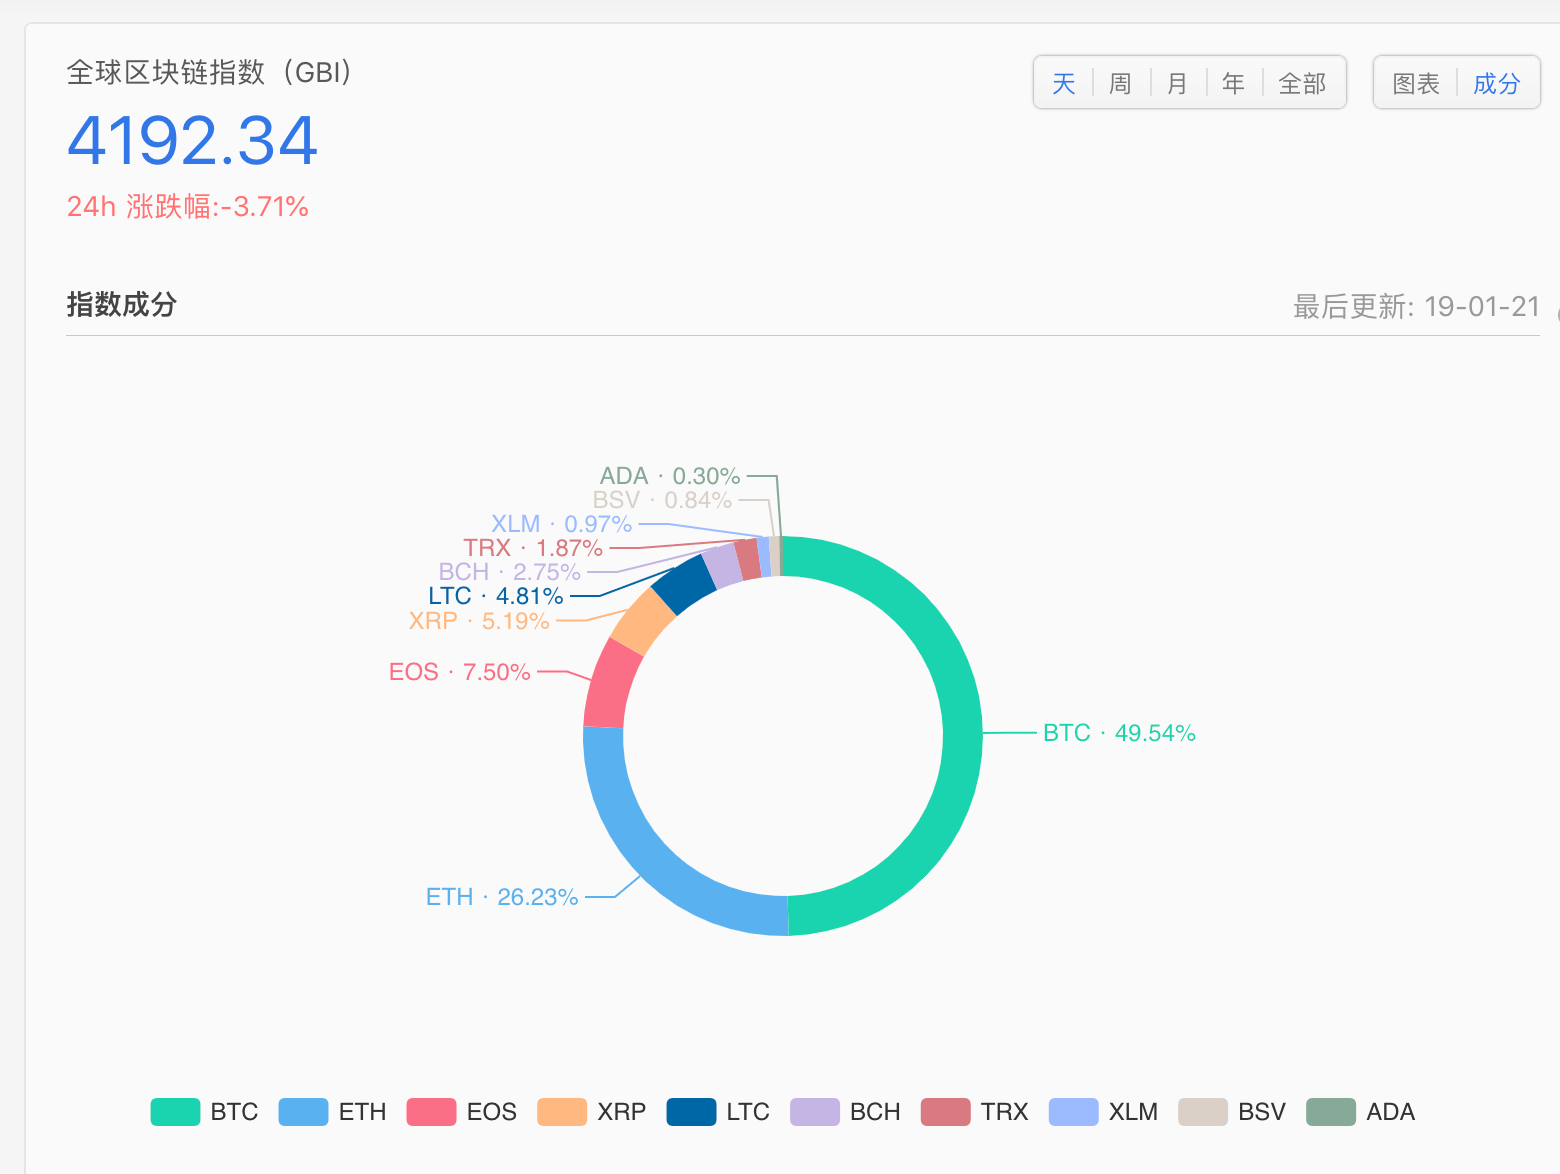 全球区块链指数（GBI）
天 周 月 年 全部 图表 成分
4192.34
24h 涨跌幅:-3.71%
指数成分
最后更新: 19-01-21
ADA · 0.30%
BSV · 0.84%
XLM · 0.97%
TRX · 1.87%
BCH · 2.75%
LTC · 4.81%
XRP · 5.19%
EOS · 7.50%
BTC · 49.54%
ETH · 26.23%
BTC ETH EOS XRP LTC BCH TRX XLM BSV ADA